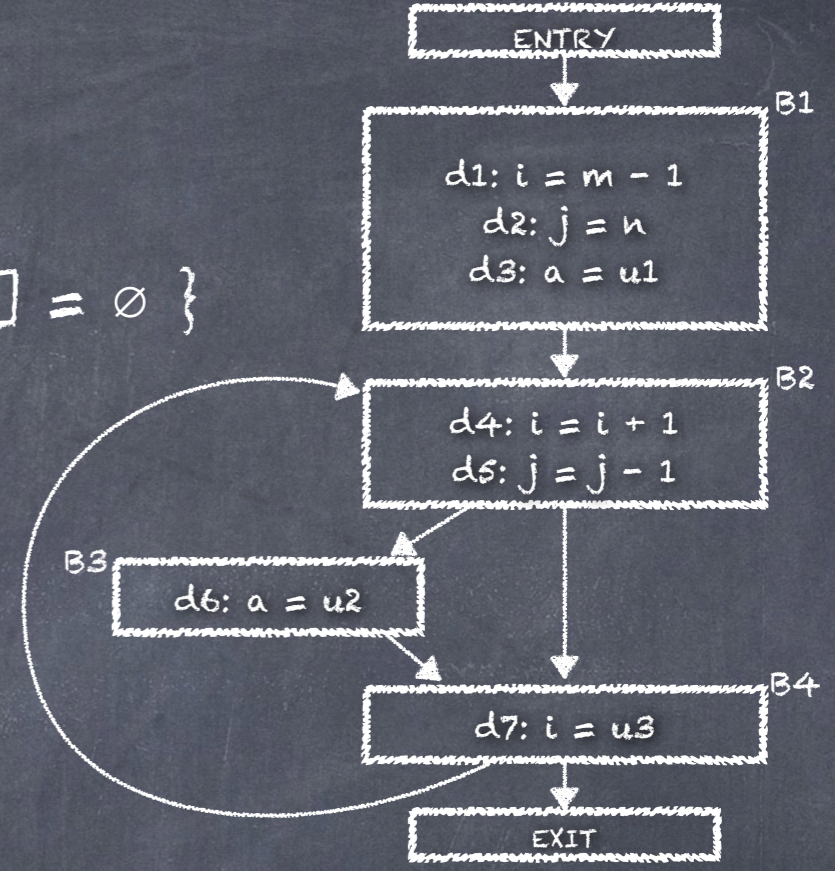 ENTRY
B1
d1: i = m - 1
d2: j = n
d3: a = u1
] = ∅ }
B2
d4: i = i + 1
d5: j = j - 1
B3
d6: a = u2
B4
d7: i = u3
EXIT